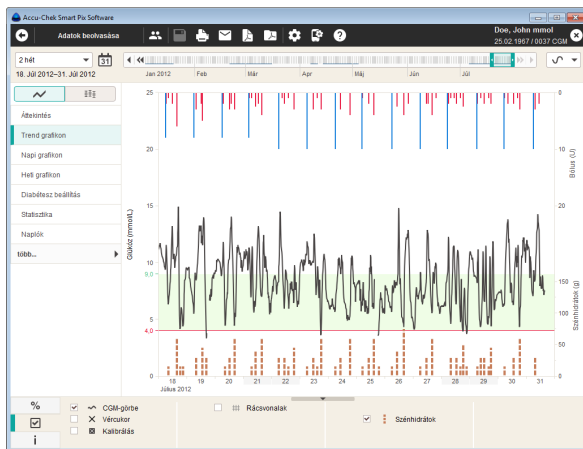 Accu-Chek Smart Pix Software
Adatok beolvasása
Doe, John mmol
25.02.1967 / 0037 CGM
2 hét
31
18. Júl 2012–31. Júl 2012
Jan 2012 Feb Már Apr Máj Jún Júl
Áttekintés
Trend grafikon
Napi grafikon
Heti grafikon
Diabétesz beállítás
Statisztika
Naplók
több...
Glükóz (mmol/L)
25
20
15
10
9,0
5
4,0
0
Bólus (U)
0
10
20
Szénhidrátok (g)
150
100
50
0
18 19 20 21 22 23 24 25 26 27 28 29 30 31
Július 2012
%
i
CGM-görbe
Vércukor
Kalibrálás
Rácsvonalak
Szénhidrátok